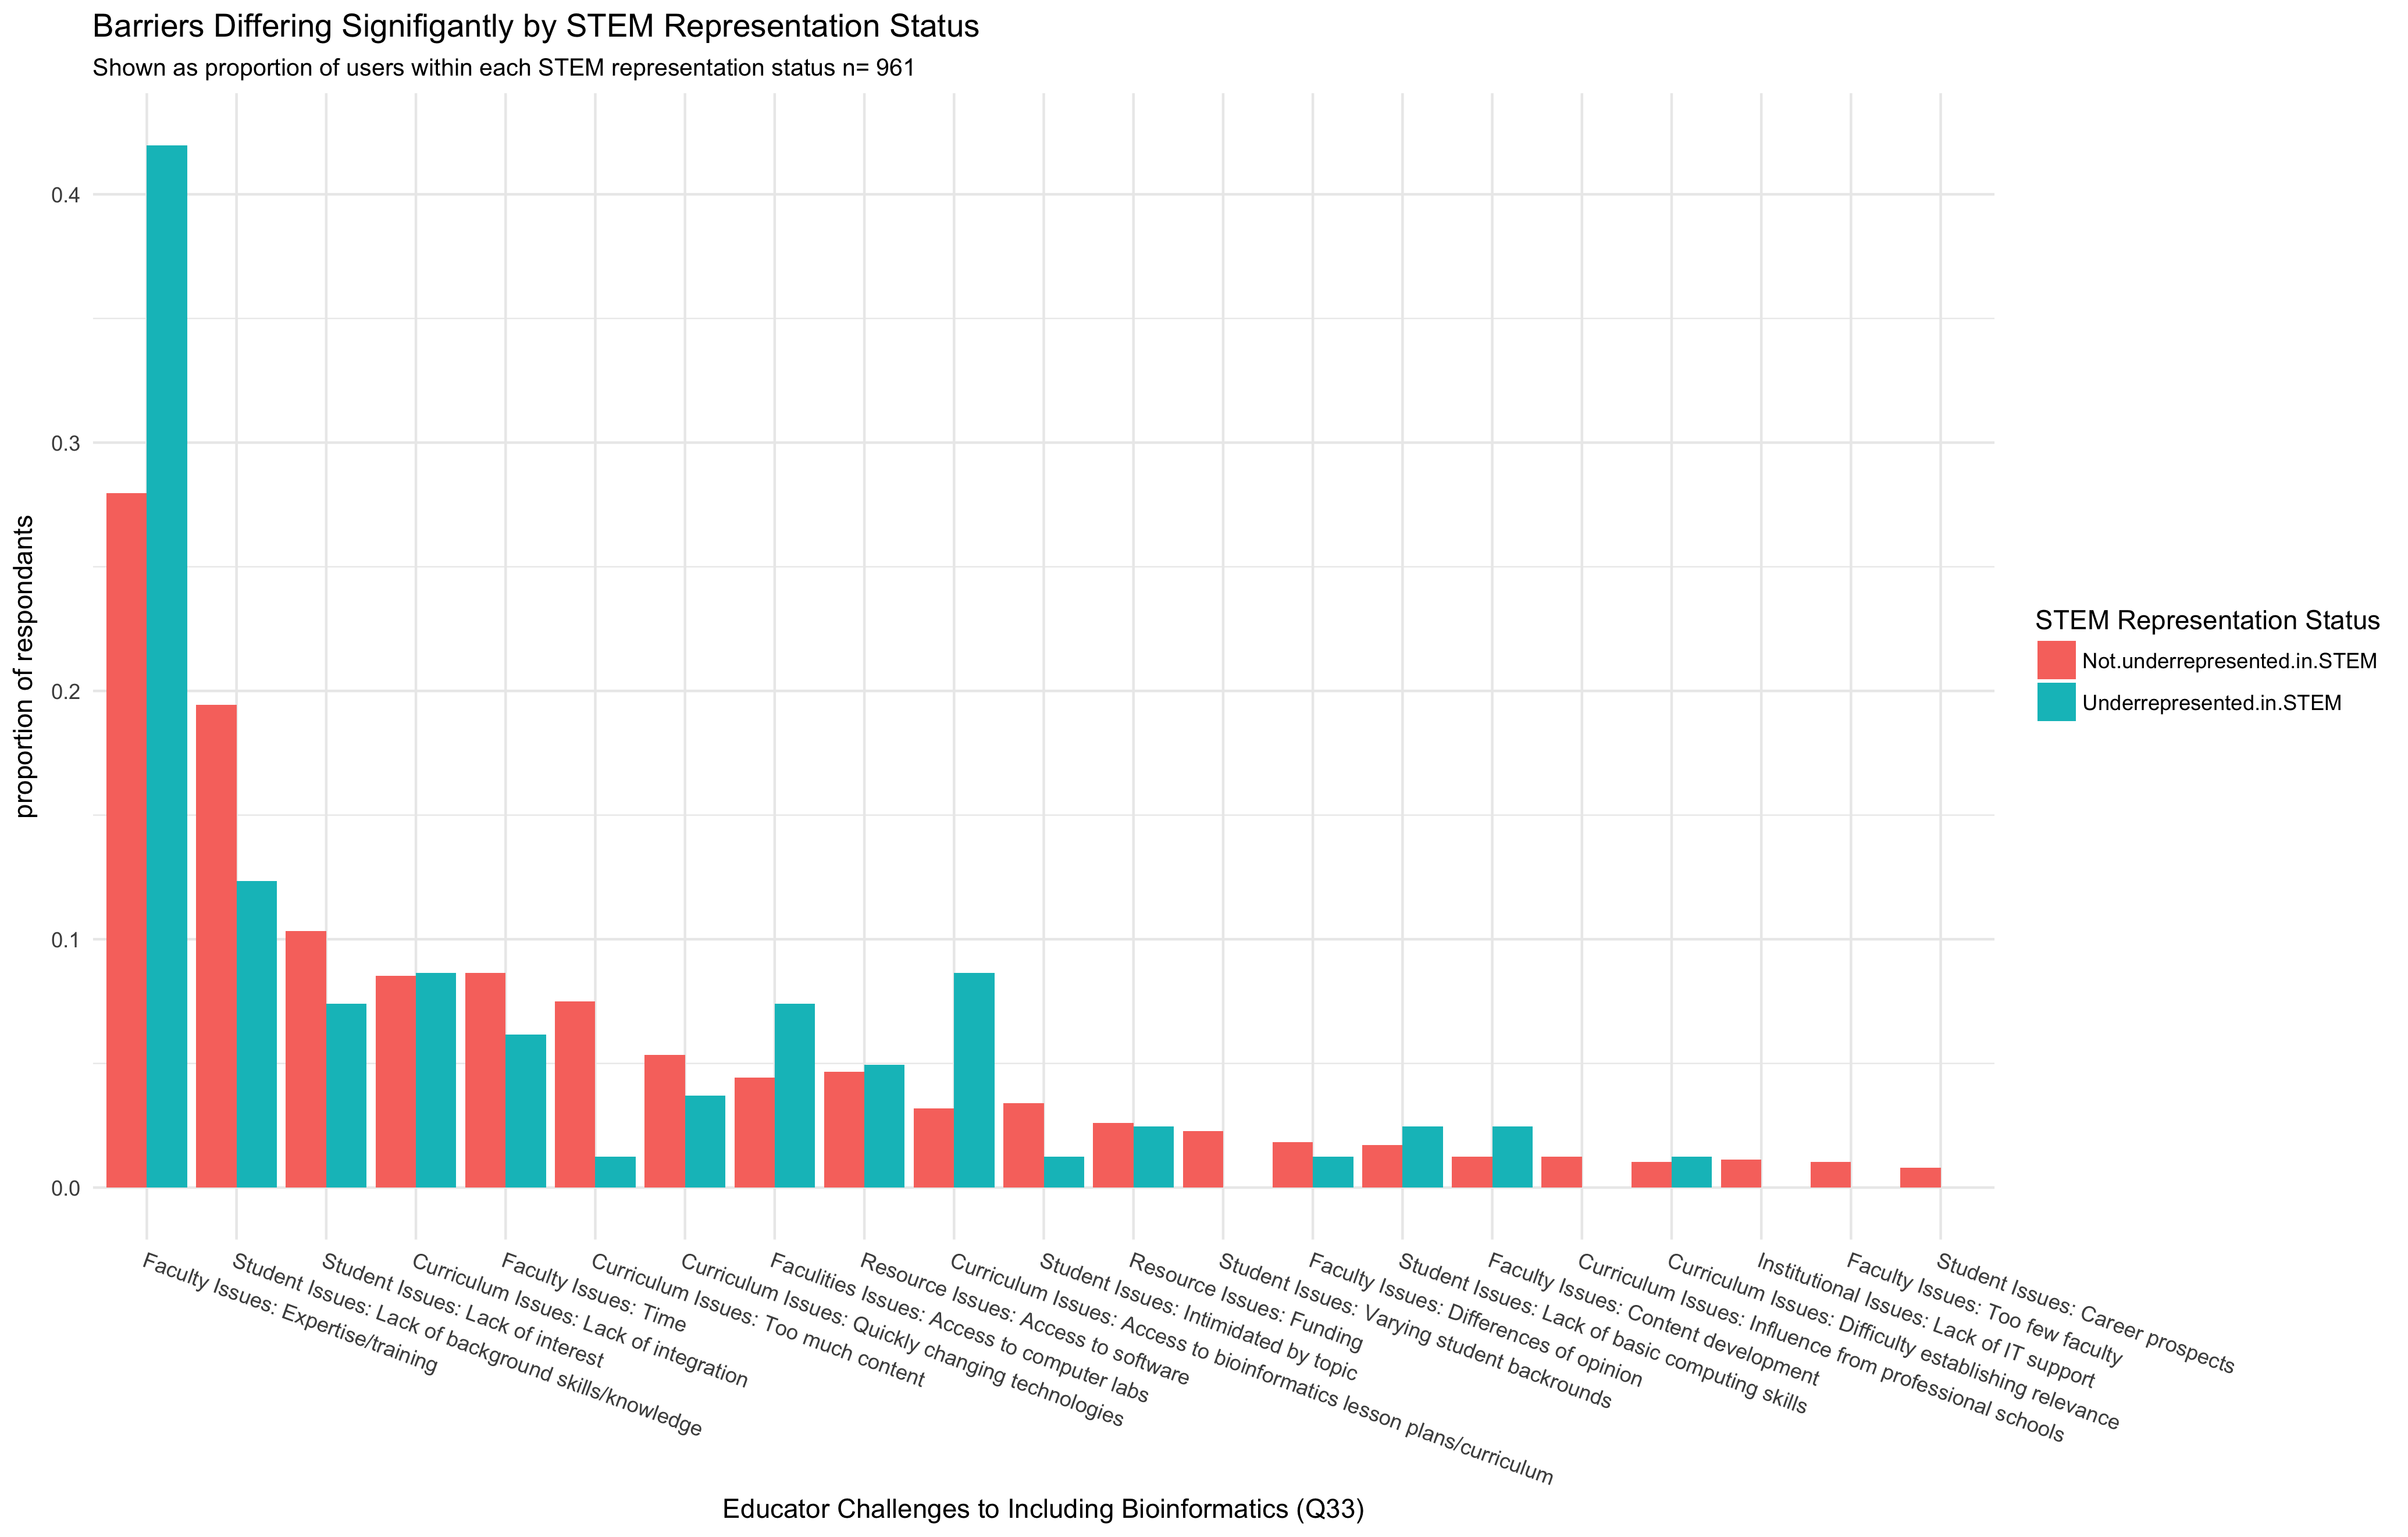 Barriers Differing Signifigantly by STEM Representation Status
Shown as proportion of users within each STEM representation status n= 961
proportion of respondants
0.4
0.3
0.2
0.1
0.0
Faculty Issues: Expertise/training
Student Issues: Lack of background skills/knowledge
Student Issues: Lack of interest
Curriculum Issues: Lack of integration
Faculty Issues: Time
Curriculum Issues: Too much content
Curriculum Issues: Quickly changing technologies
Faculities Issues: Access to computer labs
Resource Issues: Access to software
Curriculum Issues: Access to bioinformatics lesson plans/curriculum
Student Issues: Intimidated by topic
Resource Issues: Funding
Student Issues: Varying student backrounds
Faculty Issues: Differences of opinion
Student Issues: Lack of basic computing skills
Faculty Issues: Content development
Curriculum Issues: Influence from professional schools
Curriculum Issues: Difficulty establishing relevance
Institutional Issues: Lack of IT support
Faculty Issues: Too few faculty
Student Issues: Career prospects
Educator Challenges to Including Bioinformatics (Q33)
STEM Representation Status
Not.underrepresented.in.STEM
Underrepresented.in.STEM